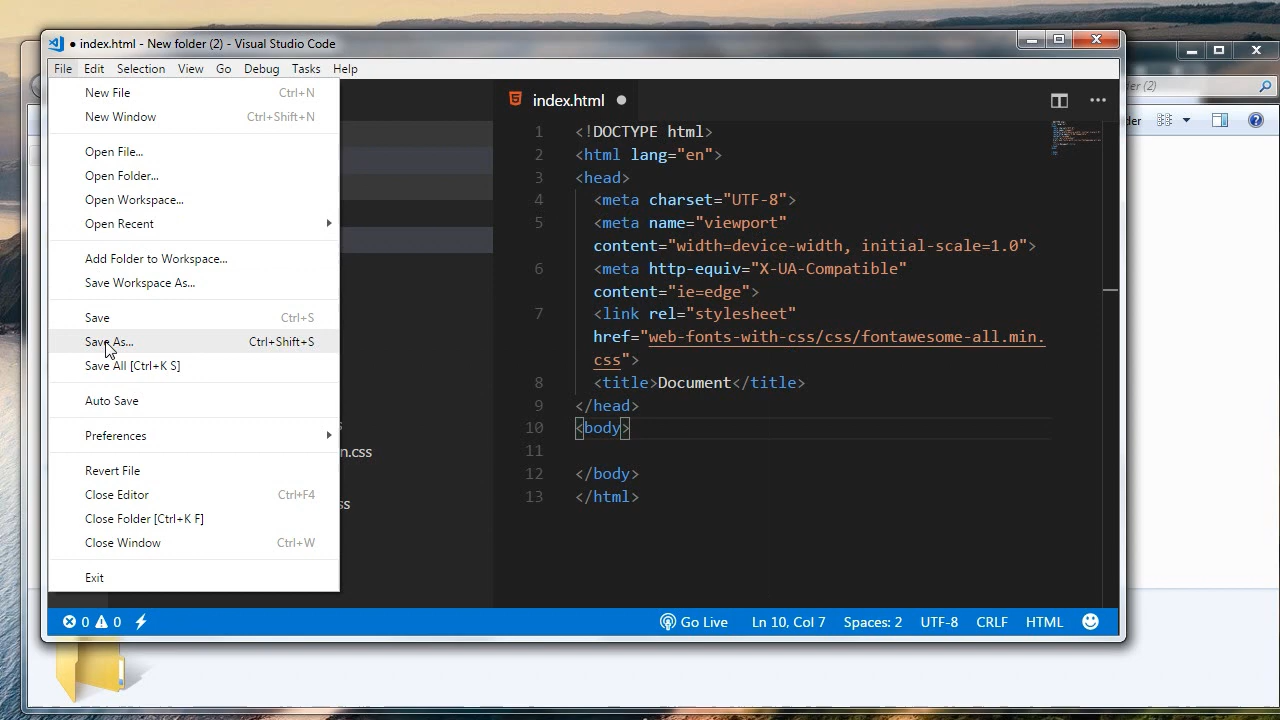 ● index.html - New folder (2) - Visual Studio Code
File Edit Selection View Go Debug Tasks Help
New File Ctrl+N
New Window Ctrl+Shift+N
Open File...
Open Folder...
Open Workspace...
Open Recent
Add Folder to Workspace...
Save Workspace As...
Save Ctrl+S
Save As... Ctrl+Shift+S
Save All [Ctrl+K S]
Auto Save
Preferences
Revert File
Close Editor Ctrl+F4
Close Folder [Ctrl+K F]
Close Window Ctrl+W
Exit
s
n.css
ss
index.html
1 <!DOCTYPE html>
2 <html lang="en">
3 <head>
4 <meta charset="UTF-8">
5 <meta name="viewport"
content="width=device-width, initial-scale=1.0">
6 <meta http-equiv="X-UA-Compatible"
content="ie=edge">
7 <link rel="stylesheet"
href="web-fonts-with-css/css/fontawesome-all.min.
css">
8 <title>Document</title>
9 </head>
10 <body>
11
12 </body>
13 </html>
0 0 Go Live Ln 10, Col 7 Spaces: 2 UTF-8 CRLF HTML
er (2)
der